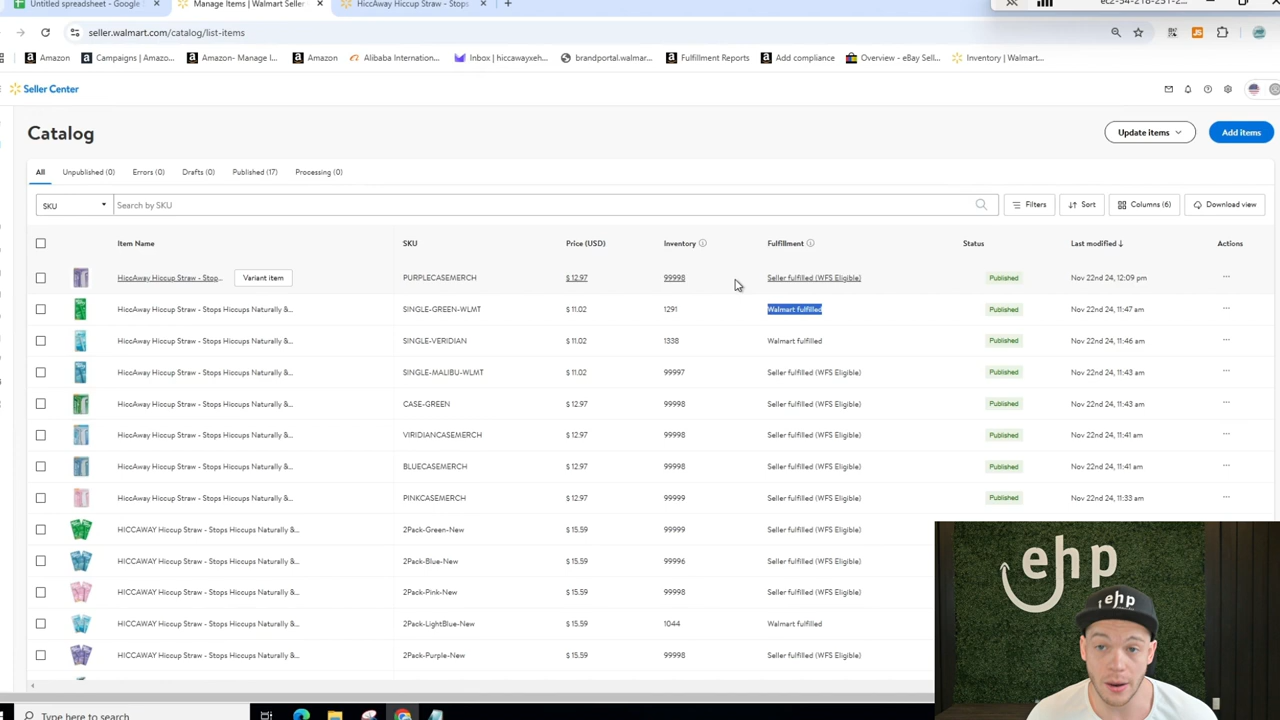 Untitled spreadsheet - Google
Manage Items | Walmart Seller
HiccAway Hiccup Straw - Stops
seller.walmart.com/catalog/list-items
Amazon
Campaigns | Amazo...
Amazon- Manage I...
Amazon
Alibaba Internation...
Inbox | hiccawayxeh...
brandportal.walmar...
Fulfillment Reports
Add compliance
Overview - eBay Sell...
Inventory | Walmart...
Seller Center
Catalog
Update items
Add items
All
Unpublished (0)
Errors (0)
Drafts (0)
Published (17)
Processing (0)
SKU
Search by SKU
Filters
Sort
Columns (6)
Download view
Item Name SKU Price (USD) Inventory Fulfillment Status Last modified Actions
HiccAway Hiccup Straw - Stop... Variant item PURPLECASEMERCH $ 12.97 99998 Seller fulfilled (WFS Eligible) Published Nov 22nd 24, 12:09 pm
HiccAway Hiccup Straw - Stops Hiccups Naturally &... SINGLE-GREEN-WLMT $ 11.02 1291 Walmart fulfilled Published Nov 22nd 24, 11:47 am
HiccAway Hiccup Straw - Stops Hiccups Naturally &... SINGLE-VERIDIAN $ 11.02 1338 Walmart fulfilled Published Nov 22nd 24, 11:46 am
HiccAway Hiccup Straw - Stops Hiccups Naturally &... SINGLE-MALIBU-WLMT $ 11.02 99997 Seller fulfilled (WFS Eligible) Published Nov 22nd 24, 11:43 am
HiccAway Hiccup Straw - Stops Hiccups Naturally &... CASE-GREEN $ 12.97 99998 Seller fulfilled (WFS Eligible) Published Nov 22nd 24, 11:43 am
HiccAway Hiccup Straw - Stops Hiccups Naturally &... VIRIDIANCASEMERCH $ 12.97 99998 Seller fulfilled (WFS Eligible) Published Nov 22nd 24, 11:41 am
HiccAway Hiccup Straw - Stops Hiccups Naturally &... BLUECASEMERCH $ 12.97 99998 Seller fulfilled (WFS Eligible) Published Nov 22nd 24, 11:41 am
HiccAway Hiccup Straw - Stops Hiccups Naturally &... PINKCASEMERCH $ 12.97 99999 Seller fulfilled (WFS Eligible) Published Nov 22nd 24, 11:33 am
HICCAWAY Hiccup Straw - Stops Hiccups Naturally &... 2Pack-Green-New $ 15.59 99999 Seller fulfilled (WFS Eligible)
HICCAWAY Hiccup Straw - Stops Hiccups Naturally &... 2Pack-Blue-New $ 15.59 99996 Seller fulfilled (WFS Eligible)
HICCAWAY Hiccup Straw - Stops Hiccups Naturally &... 2Pack-Pink-New $ 15.59 99998 Seller fulfilled (WFS Eligible)
HICCAWAY Hiccup Straw - Stops Hiccups Naturally &... 2Pack-LightBlue-New $ 15.59 1044 Walmart fulfilled
HICCAWAY Hiccup Straw - Stops Hiccups Naturally &... 2Pack-Purple-New $ 15.59 99998 Seller fulfilled (WFS Eligible)
ehp
ehp
Type here to search